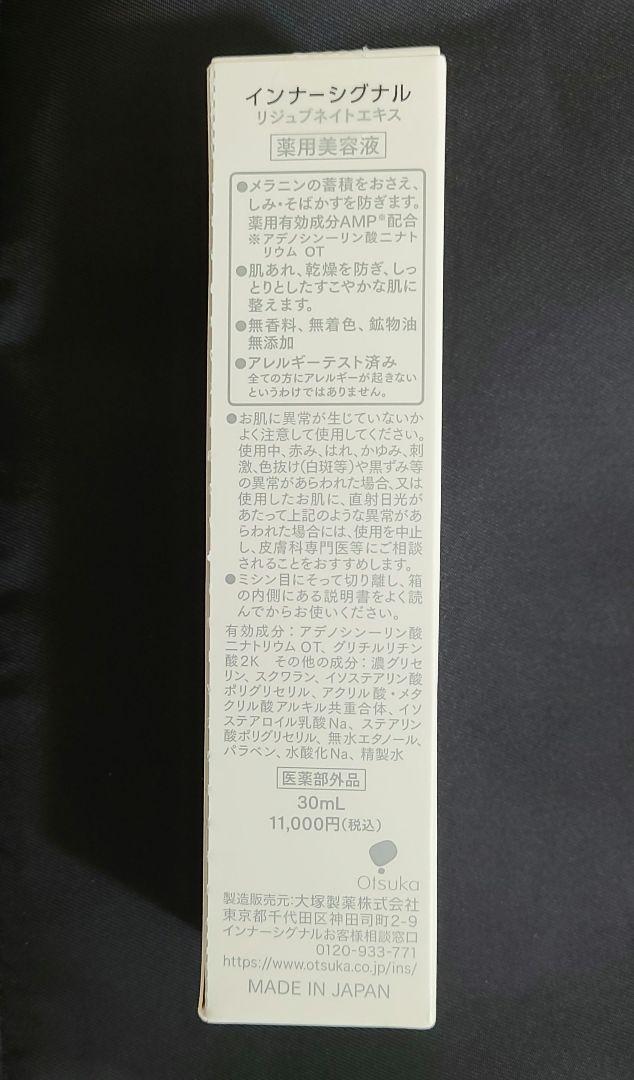 インナーシグナル
リジュブネイトエキス
薬用美容液
●メラニンの蓄積をおさえ、
しみ・そばかすを防ぎます。
薬用有効成分AMP※配合
※アデノシン一リン酸二ナト
リウム OT
●肌あれ、乾燥を防ぎ、しっ
とりとしたすこやかな肌に
整えます。
●無香料、無着色、鉱物油
無添加
●アレルギーテスト済み
全ての方にアレルギーが起きない
というわけではありません。
●お肌に異常が生じていないか
よく注意して使用してください。
使用中、赤み、はれ、かゆみ、刺
激、色抜け(白斑等)や黒ずみ等
の異常があらわれた場合、又は
使用したお肌に、直射日光が
あたって上記のような異常があ
らわれた場合には、使用を中止
し、皮膚科専門医等にご相談
されることをおすすめします。
●ミシン目にそって切り離し、箱
の内側にある説明書をよく読
んでからお使いください。
有効成分：アデノシン一リン酸
二ナトリウム OT、グリチルリチン
酸2K その他の成分：濃グリセ
リン、スクワラン、イソステアリン酸
ポリグリセリル、アクリル酸・メタ
クリル酸アルキル共重合体、イソ
ステアロイル乳酸Na、ステアリン
酸ポリグリセリル、無水エタノール、
パラベン、水酸化Na、精製水
医薬部外品
30mL
11,000円(税込)
Otsuka
製造販売元：大塚製薬株式会社
東京都千代田区神田司町2-9
インナーシグナルお客様相談窓口
0120-933-771
https://www.otsuka.co.jp/ins/
MADE IN JAPAN